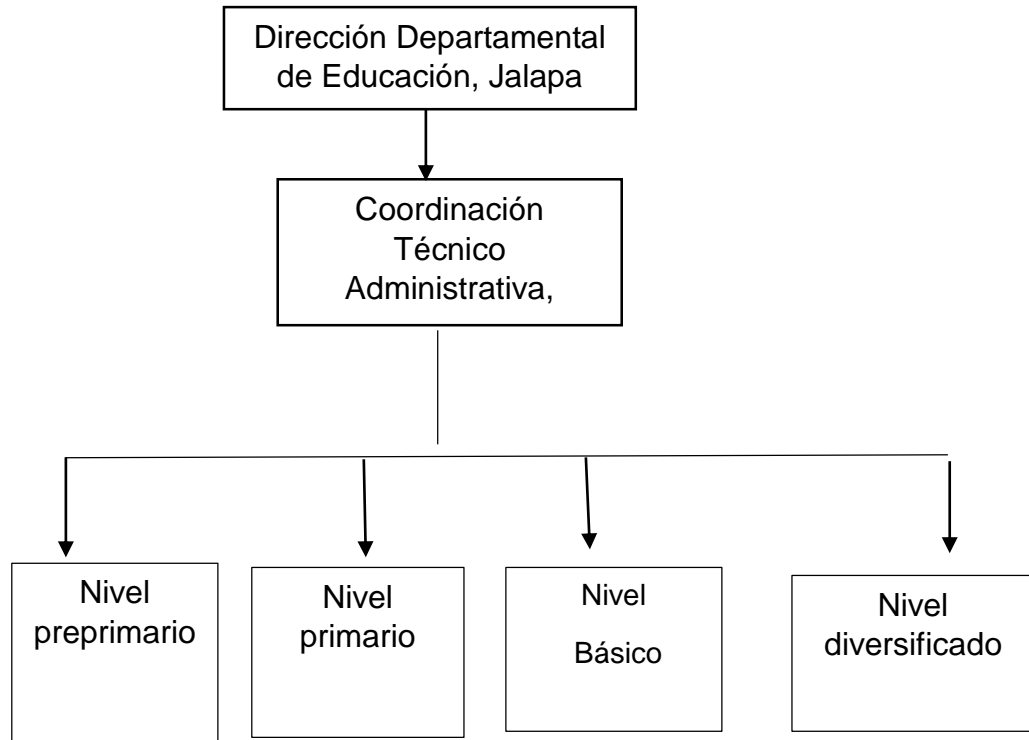 Dirección Departamental
de Educación, Jalapa
Coordinación
Técnico
Administrativa,
Nivel
preprimario
Nivel
primario
Nivel
Básico
Nivel
diversificado